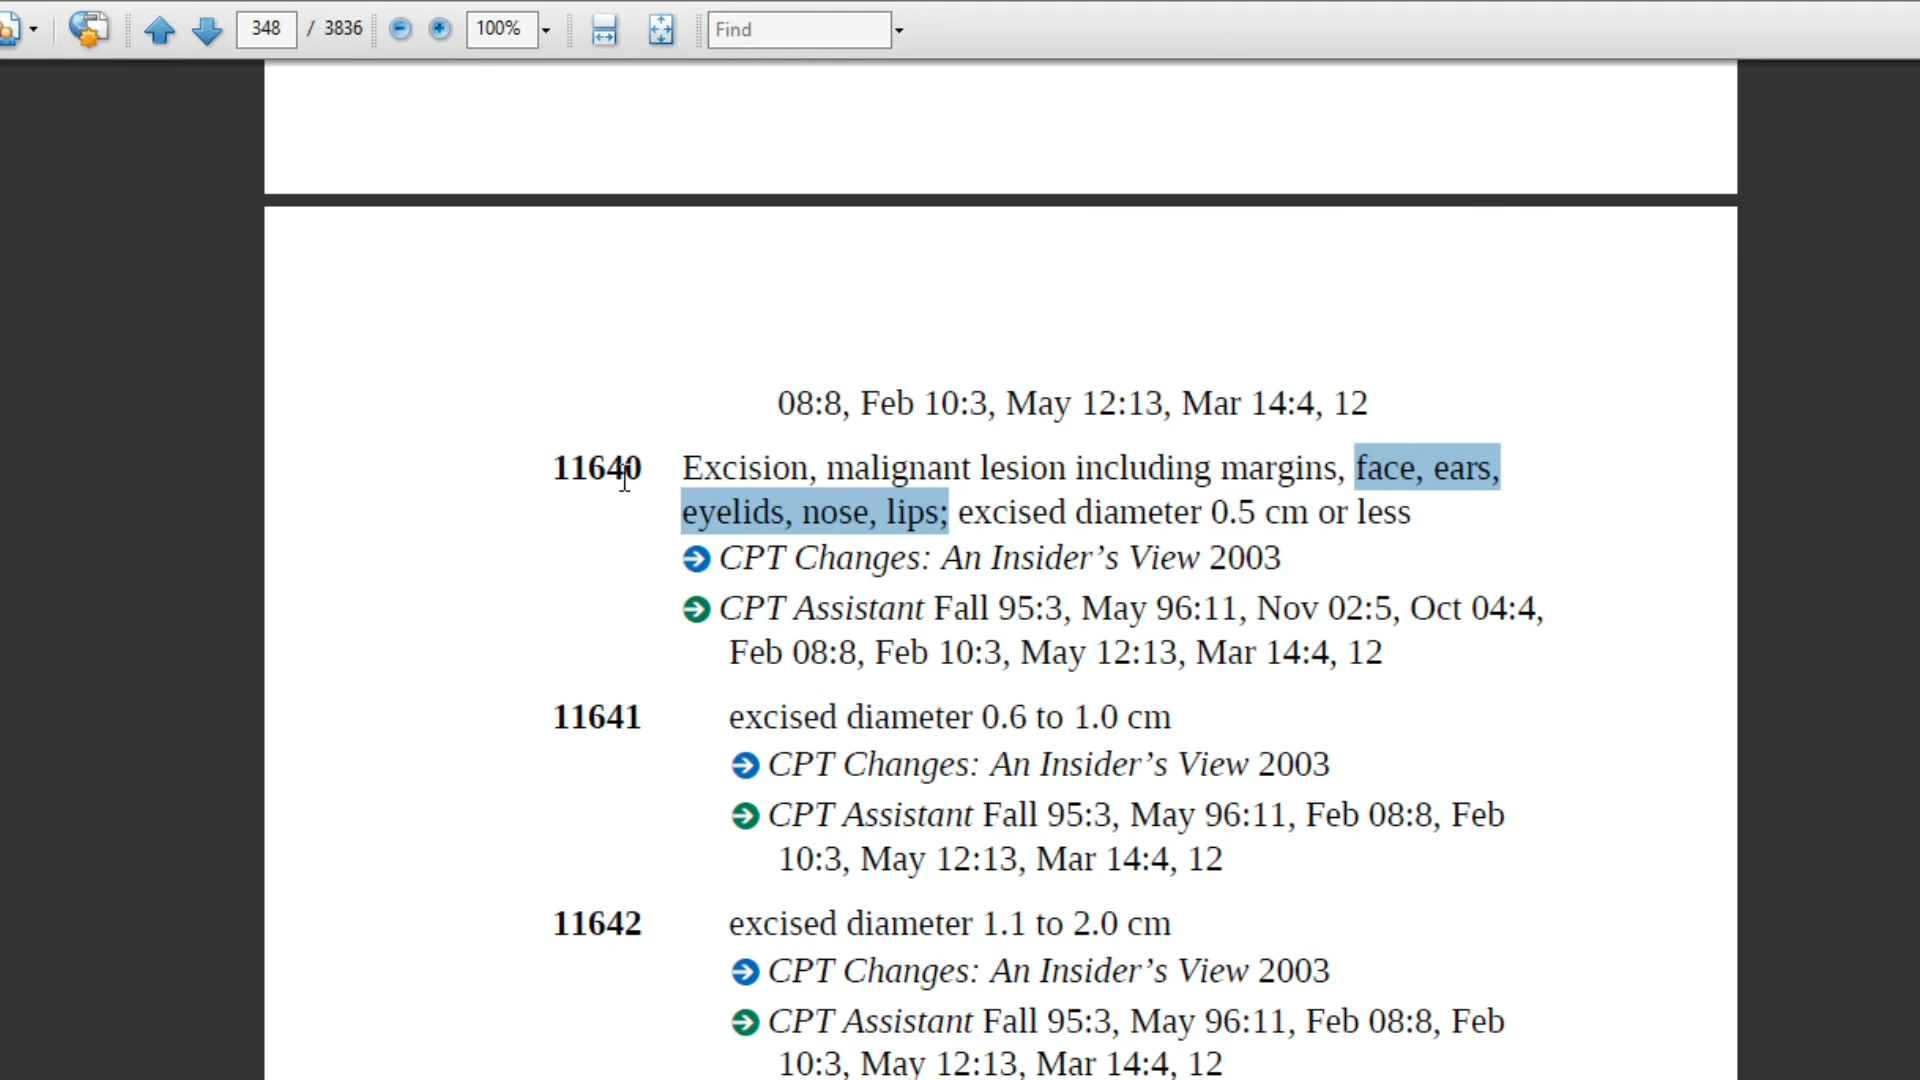 348 / 3836 100% Find
08:8, Feb 10:3, May 12:13, Mar 14:4, 12
11640 Excision, malignant lesion including margins, face, ears,
eyelids, nose, lips; excised diameter 0.5 cm or less
CPT Changes: An Insider’s View 2003
CPT Assistant Fall 95:3, May 96:11, Nov 02:5, Oct 04:4,
Feb 08:8, Feb 10:3, May 12:13, Mar 14:4, 12
11641 excised diameter 0.6 to 1.0 cm
CPT Changes: An Insider’s View 2003
CPT Assistant Fall 95:3, May 96:11, Feb 08:8, Feb
10:3, May 12:13, Mar 14:4, 12
11642 excised diameter 1.1 to 2.0 cm
CPT Changes: An Insider’s View 2003
CPT Assistant Fall 95:3, May 96:11, Feb 08:8, Feb
10:3, May 12:13, Mar 14:4, 12